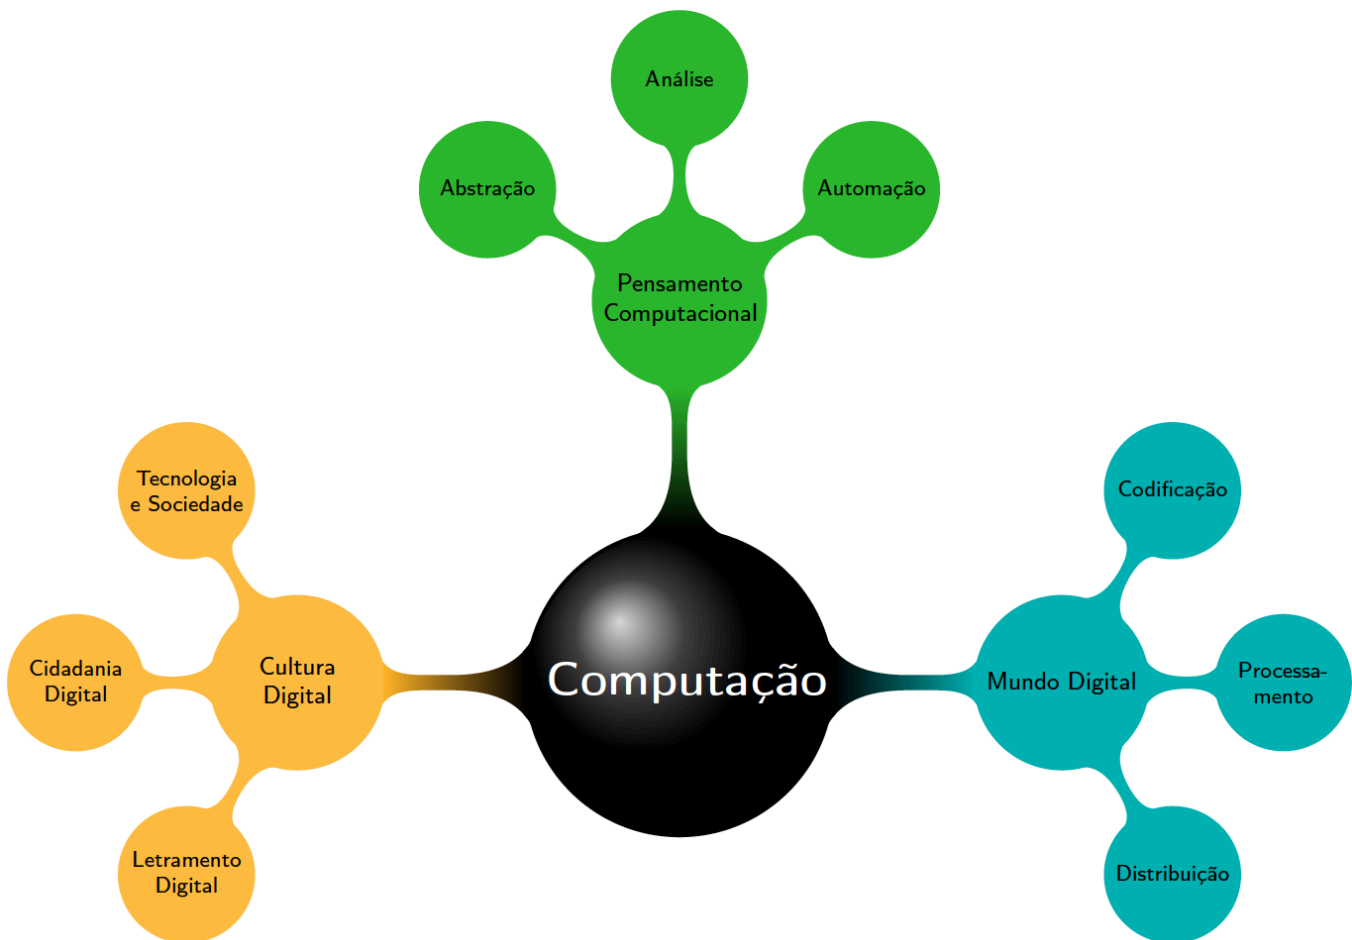 Análise
Abstração
Automação
Pensamento
Computacional
Tecnologia
e Sociedade
Codificação
Cidadania
Digital
Cultura
Digital
Computação
Mundo Digital
Processa-
mento
Letramento
Digital
Distribuição